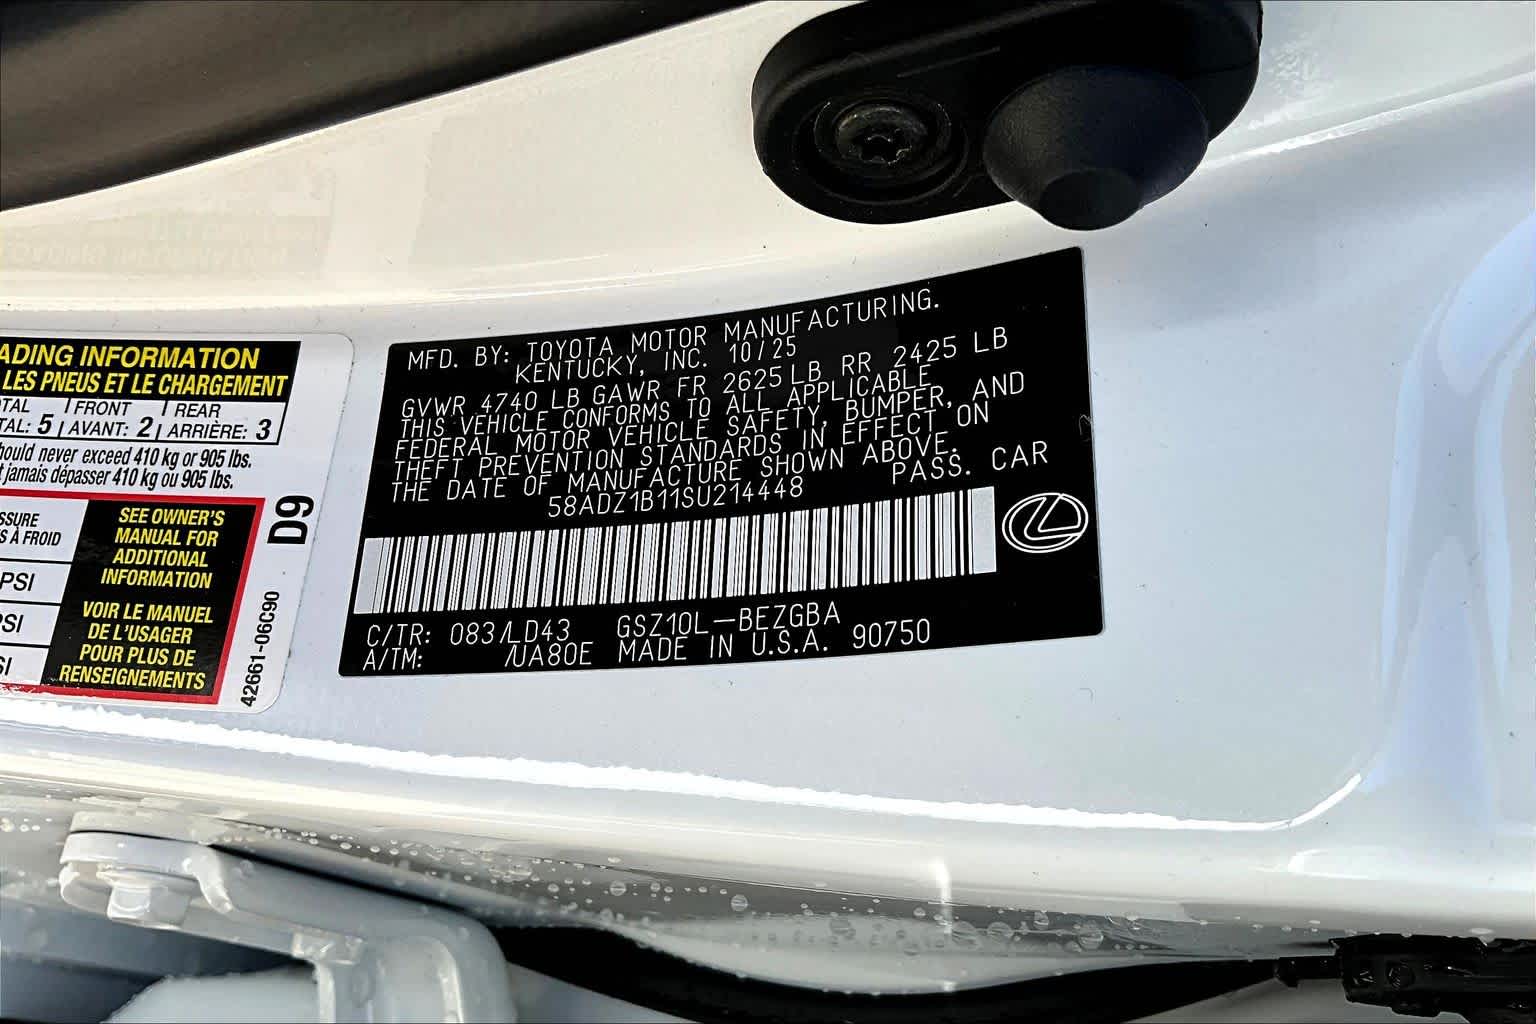 ADING INFORMATION
LES PNEUS ET LE CHARGEMENT
TAL | FRONT | REAR
TAL: 5 | AVANT: 2 | ARRIÈRE: 3
hould never exceed 410 kg or 905 lbs.
t jamais dépasser 410 kg ou 905 lbs.
SSURE
S À FROID
PSI
PSI
SI
SEE OWNER'S
MANUAL FOR
ADDITIONAL
INFORMATION
VOIR LE MANUEL
DE L'USAGER
POUR PLUS DE
RENSEIGNEMENTS
D9
42661-06C90
MFD. BY: TOYOTA MOTOR MANUFACTURING.
KENTUCKY, INC. 10/25
GVWR 4740 LB GAWR FR 2625 LB RR 2425 LB
THIS VEHICLE CONFORMS TO ALL APPLICABLE
FEDERAL MOTOR VEHICLE SAFETY, BUMPER, AND
THEFT PREVENTION STANDARDS IN EFFECT ON
THE DATE OF MANUFACTURE SHOWN ABOVE.
58ADZ1B11SU214448 PASS. CAR
C/TR: 083/LD43 GSZ10L-BEZGBA
A/TM: /UA80E MADE IN U.S.A. 90750